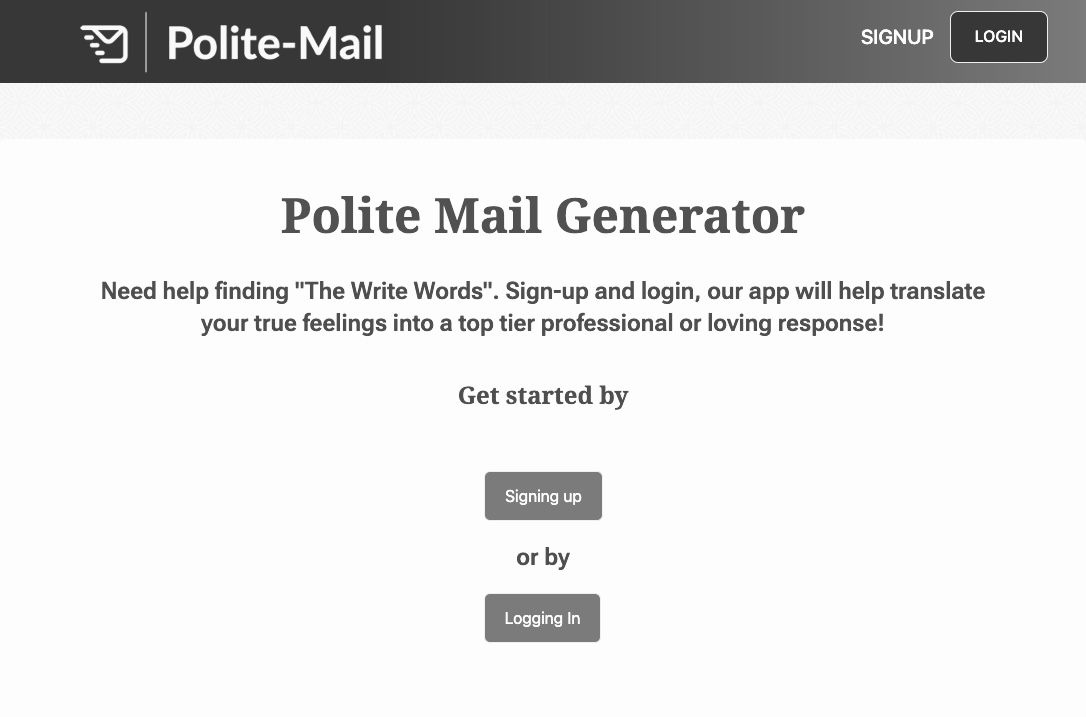 Polite-Mail
SIGNUP
LOGIN
Polite Mail Generator
Need help finding "The Write Words". Sign-up and login, our app will help translate
your true feelings into a top tier professional or loving response!
Get started by
Signing up
or by
Logging In